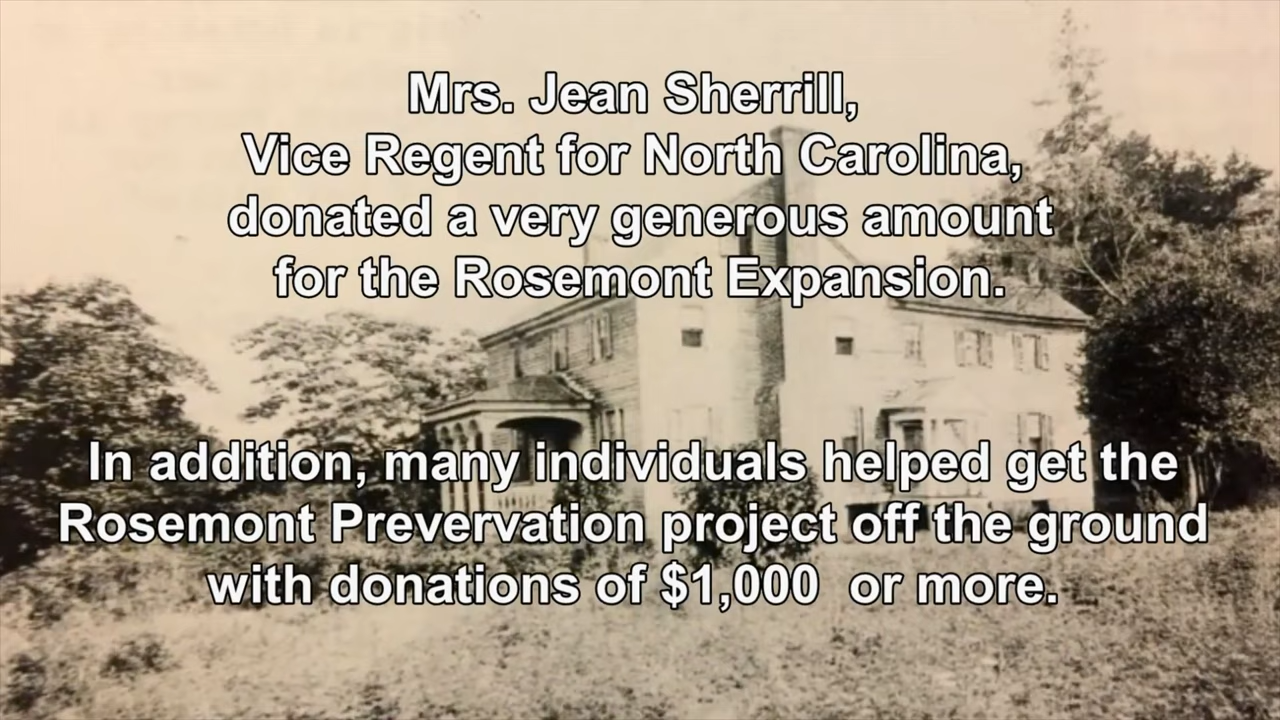 Mrs. Jean Sherrill,
Vice Regent for North Carolina,
donated a very generous amount
for the Rosemont Expansion.
In addition, many individuals helped get the
Rosemont Prevervation project off the ground
with donations of $1,000  or more.